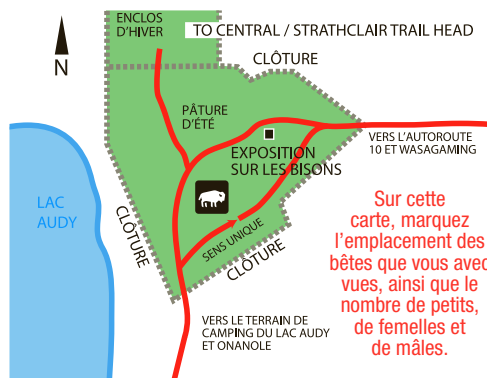 ENCLOS
D'HIVER
TO CENTRAL / STRATHCLAIR TRAIL HEAD
CLÔTURE
N
PÂTURE
D'ÉTÉ
EXPOSITION
SUR LES BISONS
VERS L'AUTOROUTE
10 ET WASAGAMING
LAC
AUDY
CLÔTURE
SENS UNIQUE
CLÔTURE
Sur cette
carte, marquez
l'emplacement des
bêtes que vous avec
vues, ainsi que le
nombre de petits,
de femelles et
de mâles.
VERS LE TERRAIN DE
CAMPING DU LAC AUDY
ET ONANOLE